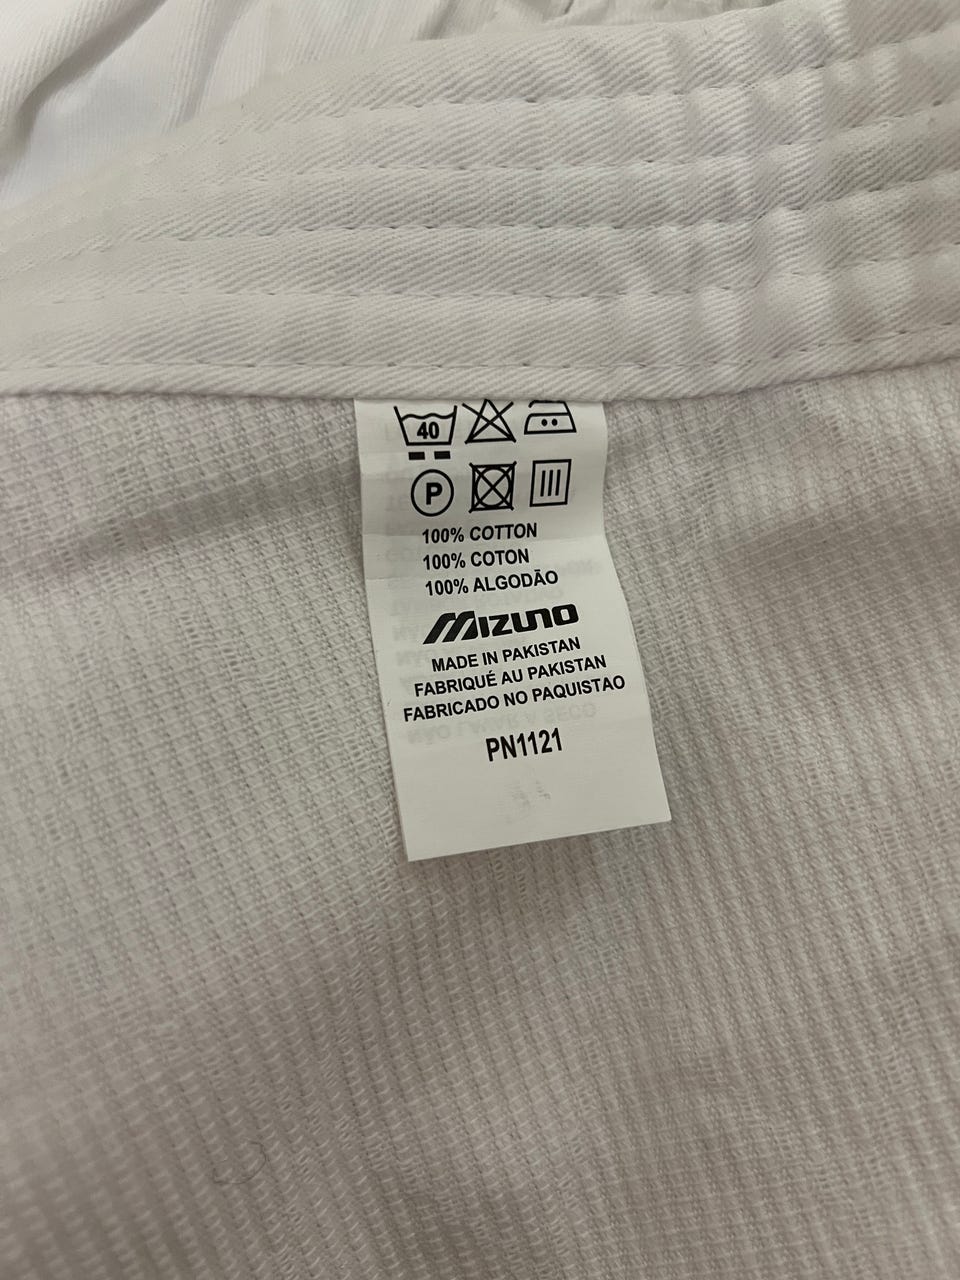 40
P
100% COTTON
100% COTON
100% ALGODÃO
MIZUNO
MADE IN PAKISTAN
FABRIQUÉ AU PAKISTAN
FABRICADO NO PAQUISTAO
PN1121